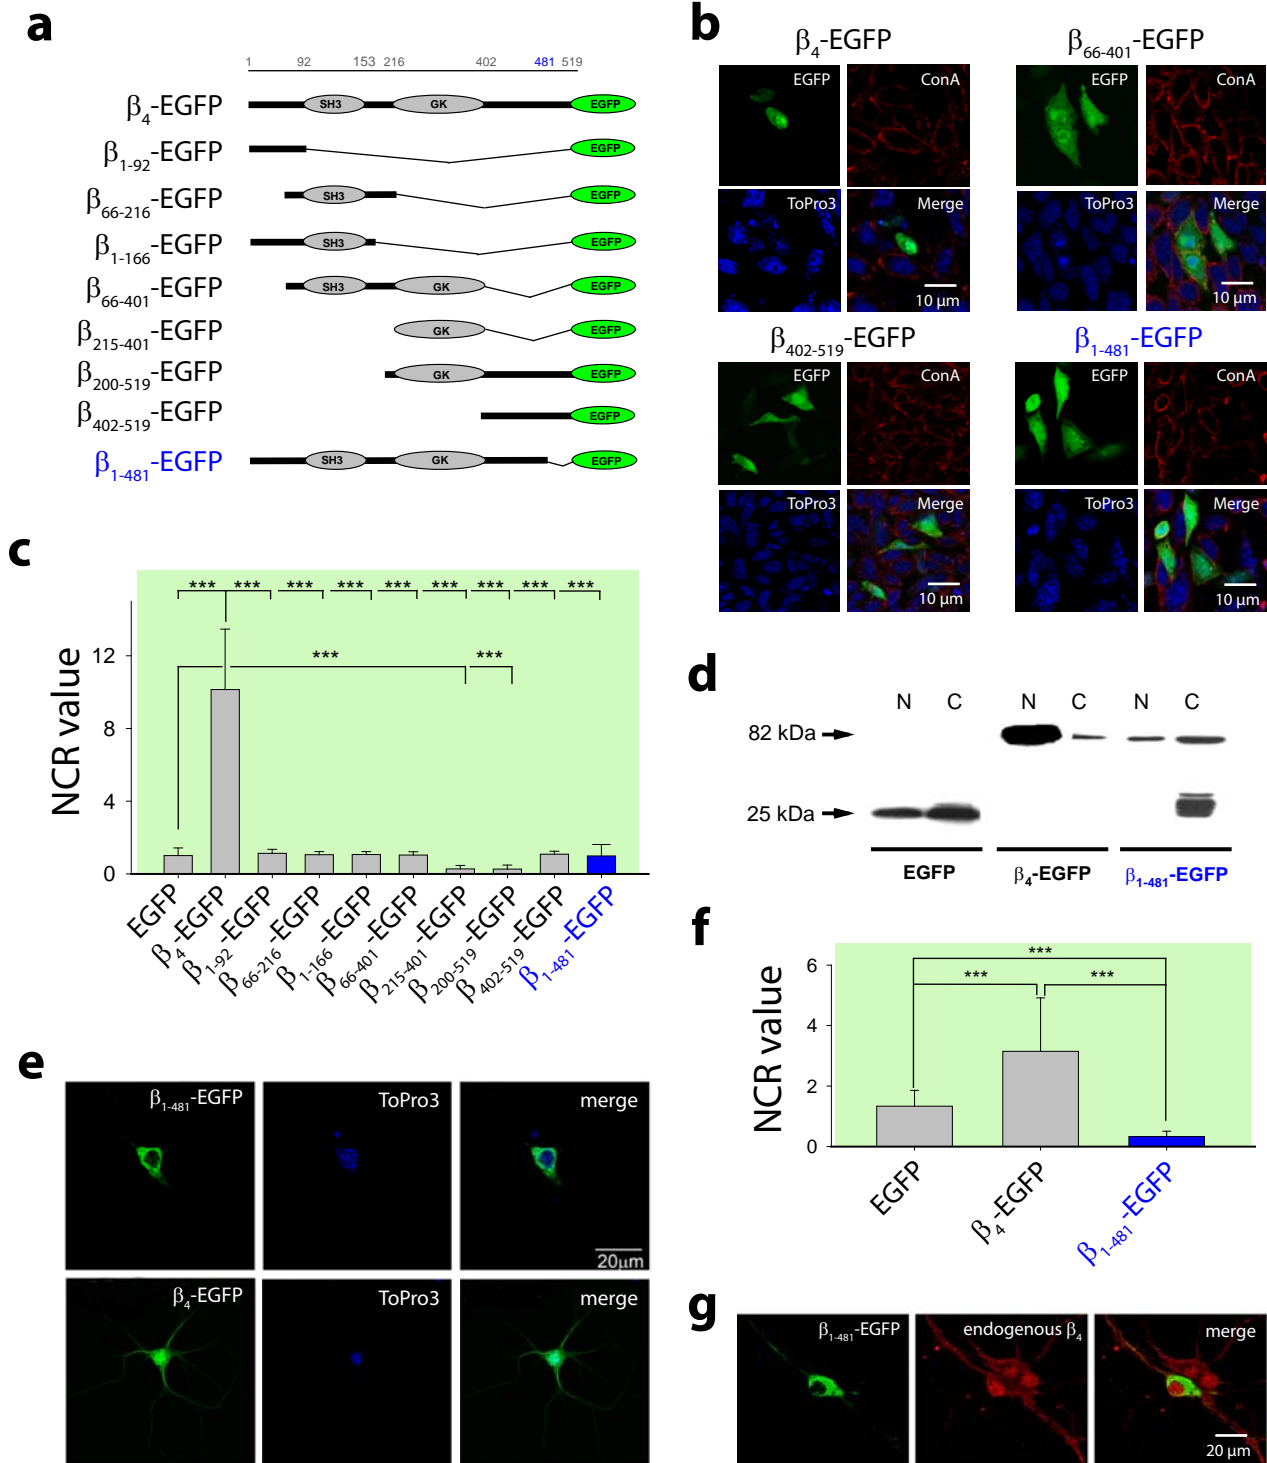 a
1 92 153 216 402 481 519
β4-EGFP SH3 GK EGFP
β1-92-EGFP EGFP
β66-216-EGFP SH3 EGFP
β1-166-EGFP SH3 EGFP
β66-401-EGFP SH3 GK EGFP
β215-401-EGFP GK EGFP
β200-519-EGFP GK EGFP
β402-519-EGFP EGFP
β1-481-EGFP SH3 GK EGFP
b
β4-EGFP
EGFP ConA
ToPro3 Merge
10 µm
β66-401-EGFP
EGFP ConA
ToPro3 Merge
10 µm
β402-519-EGFP
EGFP ConA
ToPro3 Merge
10 µm
β1-481-EGFP
EGFP ConA
ToPro3 Merge
10 µm
c
*** *** *** *** *** *** *** *** ***
*** ***
NCR value
12
8
4
0
EGFP
β4-EGFP
β1-92-EGFP
β66-216-EGFP
β1-166-EGFP
β66-401-EGFP
β215-401-EGFP
β200-519-EGFP
β402-519-EGFP
β1-481-EGFP
d
N C N C N C
82 kDa
25 kDa
EGFP β4-EGFP β1-481-EGFP
e
β1-481-EGFP ToPro3 merge
20µm
β4-EGFP ToPro3 merge
f
***
*** ***
NCR value
6
4
2
0
EGFP
β4-EGFP
β1-481-EGFP
g
β1-481-EGFP endogenous β4 merge
20 µm